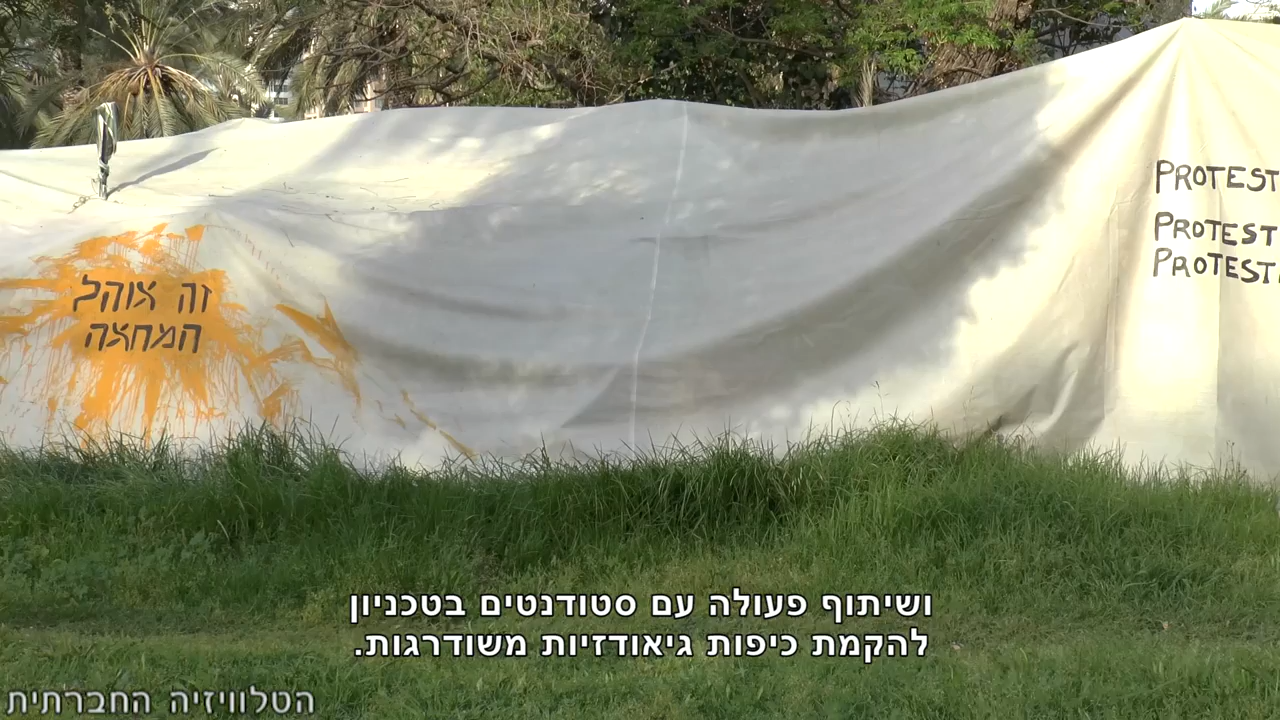 זה אוהל
המחאה
PROTEST
PROTEST
PROTEST
ושיתוף פעולה עם סטודנטים בטכניון
להקמת כיפות גיאודזיות משודרגות.
הטלוויזיה החברתית